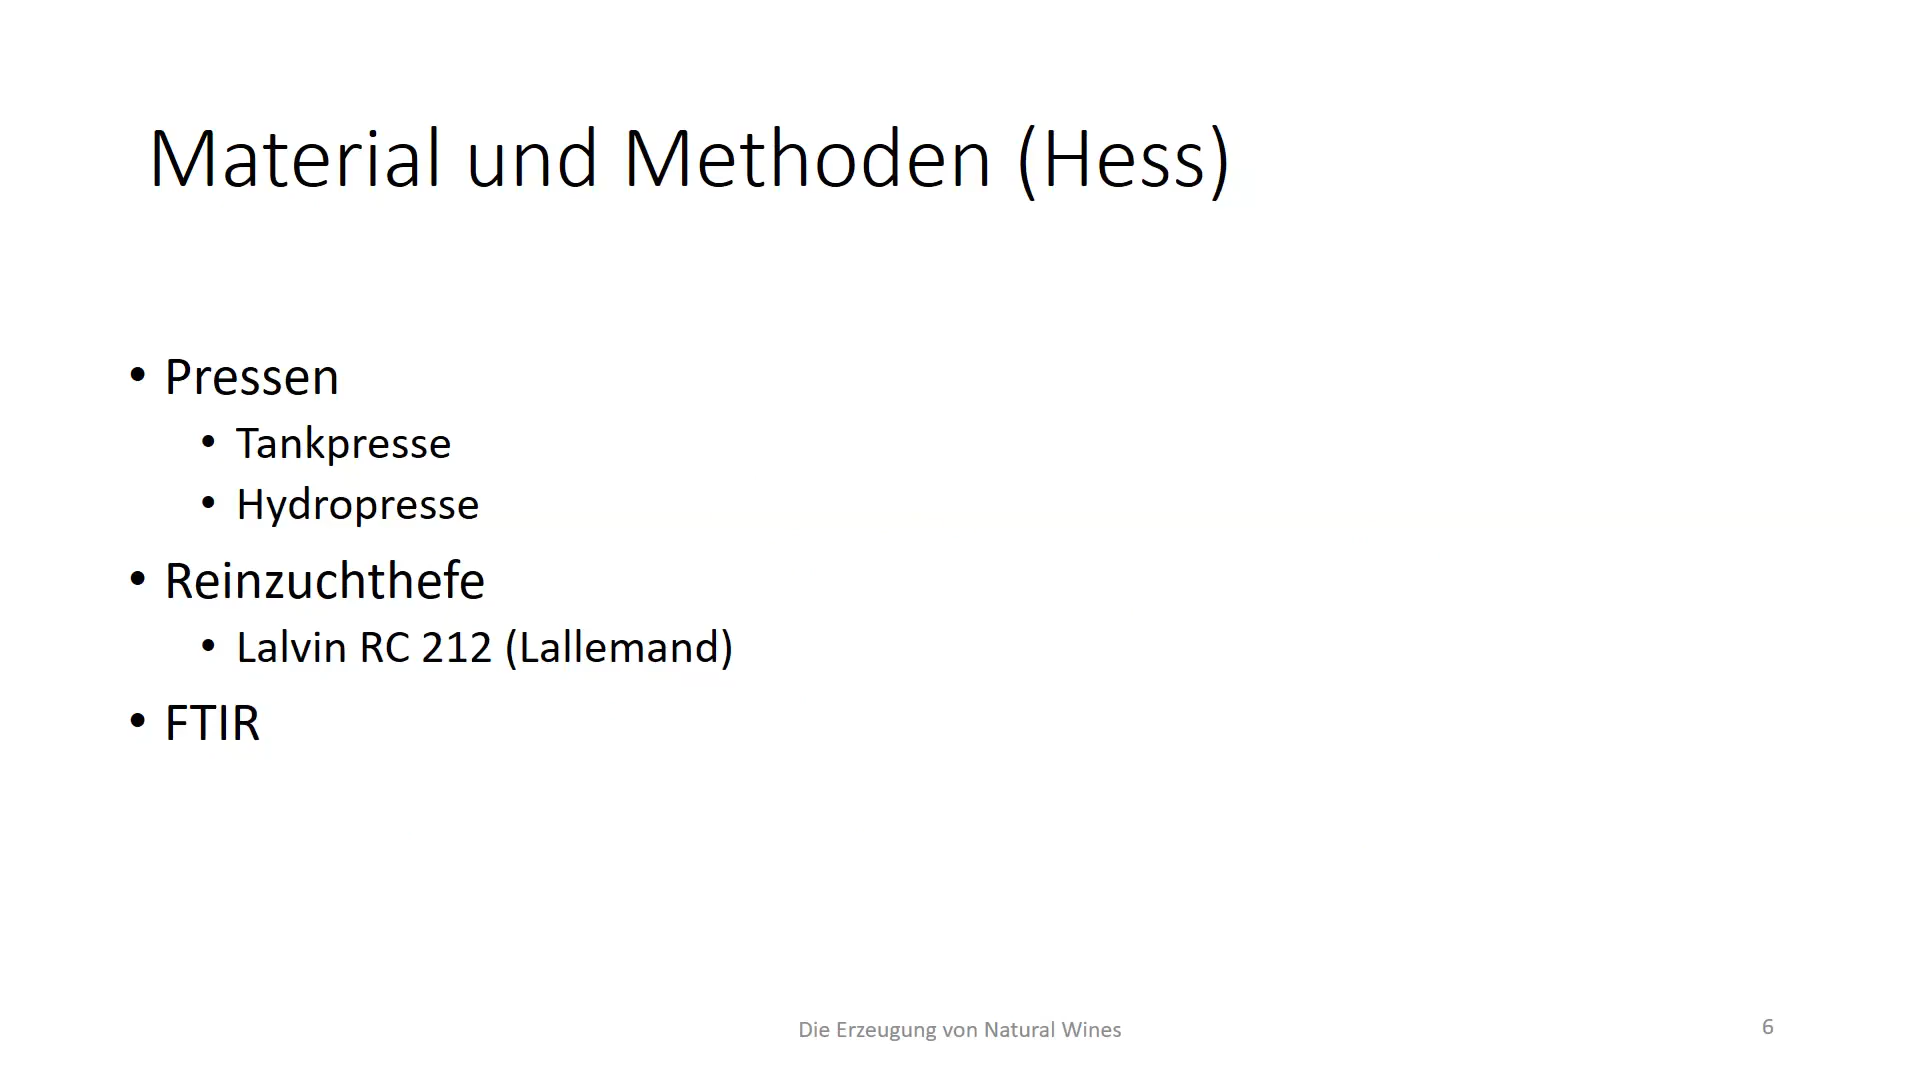 Material und Methoden (Hess)
• Pressen
• Tankpresse
• Hydropresse
• Reinzuchthefe
• Lalvin RC 212 (Lallemand)
• FTIR
Die Erzeugung von Natural Wines
6